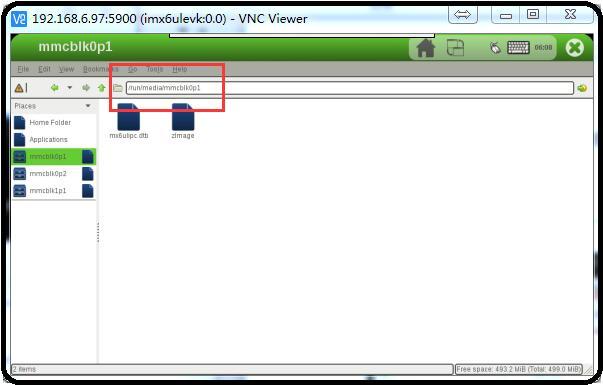 192.168.6.97:5900 (imx6ulevk:0.0) - VNC Viewer
mmcblk0p1
06:08
File Edit View Bookmarks Go Tools Help
/run/media/mmcblk0p1
Places
Home Folder
Applications
mmcblk0p1
mmcblk0p2
mmcblk1p1
mx6ulipc.dtb
zImage
2 items
Free space: 493.2 MiB (Total: 499.0 MiB)